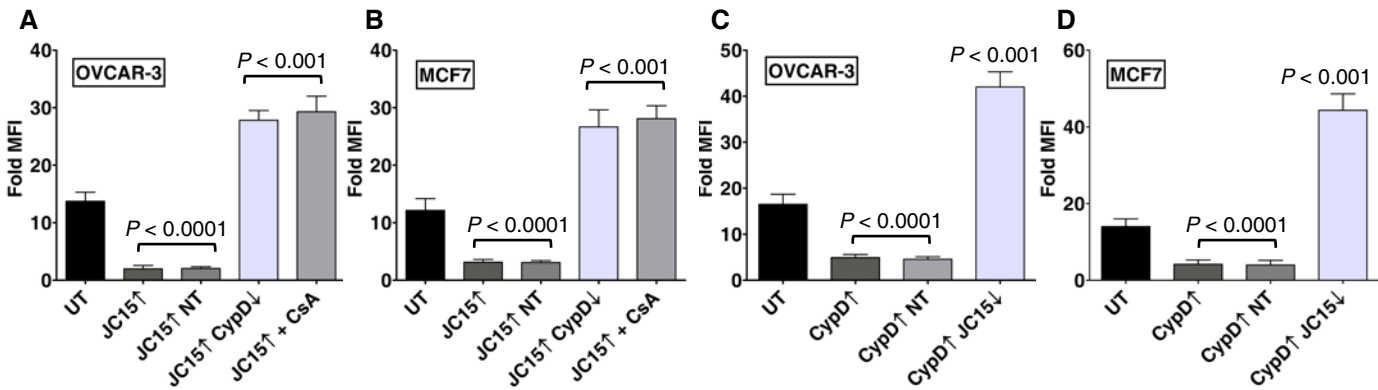 A
Fold MFI
40
30
20
10
0
OVCAR-3
P < 0.001
P < 0.0001
UT
JC15↑
JC15↑ NT
JC15↑ CypD↓
JC15↑ + CsA
B
Fold MFI
40
30
20
10
0
MCF7
P < 0.001
P < 0.0001
UT
JC15↑
JC15↑ NT
JC15↑ CypD↓
JC15↑ + CsA
C
Fold MFI
50
40
30
20
10
0
OVCAR-3
P < 0.001
P < 0.0001
UT
CypD↑
CypD↑ NT
CypD↑ JC15↓
D
Fold MFI
60
40
20
0
MCF7
P < 0.001
P < 0.0001
UT
CypD↑
CypD↑ NT
CypD↑ JC15↓